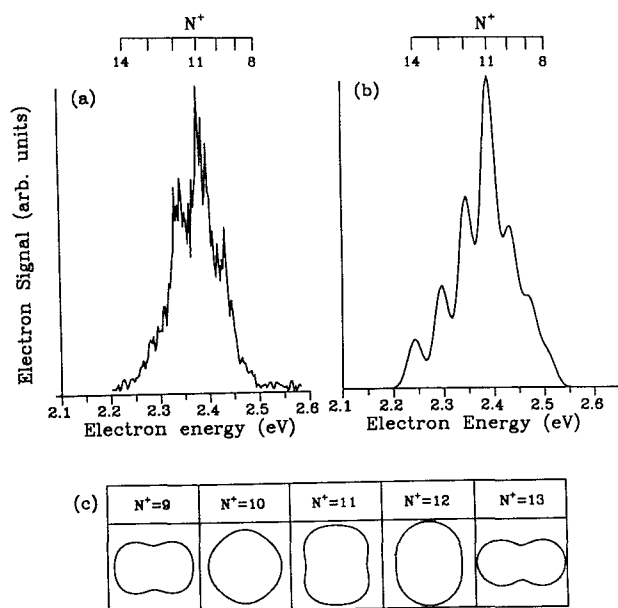 N⁺ N⁺
14 11 8 14 11 8
(a) (b)
Electron Signal (arb. units)
2.1 2.2 2.3 2.4 2.5 2.6 2.1 2.2 2.3 2.4 2.5 2.6
Electron energy (eV) Electron Energy (eV)
(c) N⁺=9 N⁺=10 N⁺=11 N⁺=12 N⁺=13